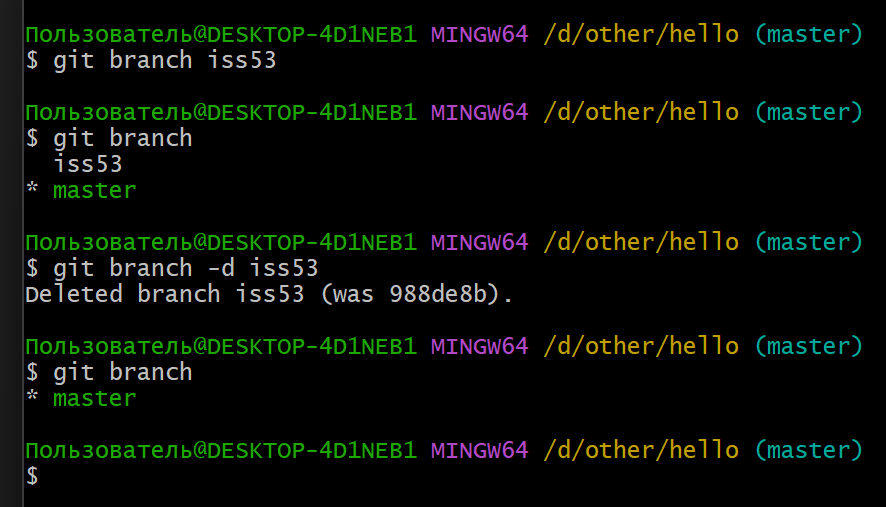 Пользователь@DESKTOP-4D1NEB1 MINGW64 /d/other/hello (master)
$ git branch iss53
Пользователь@DESKTOP-4D1NEB1 MINGW64 /d/other/hello (master)
$ git branch
  iss53
* master
Пользователь@DESKTOP-4D1NEB1 MINGW64 /d/other/hello (master)
$ git branch -d iss53
Deleted branch iss53 (was 988de8b).
Пользователь@DESKTOP-4D1NEB1 MINGW64 /d/other/hello (master)
$ git branch
* master
Пользователь@DESKTOP-4D1NEB1 MINGW64 /d/other/hello (master)
$